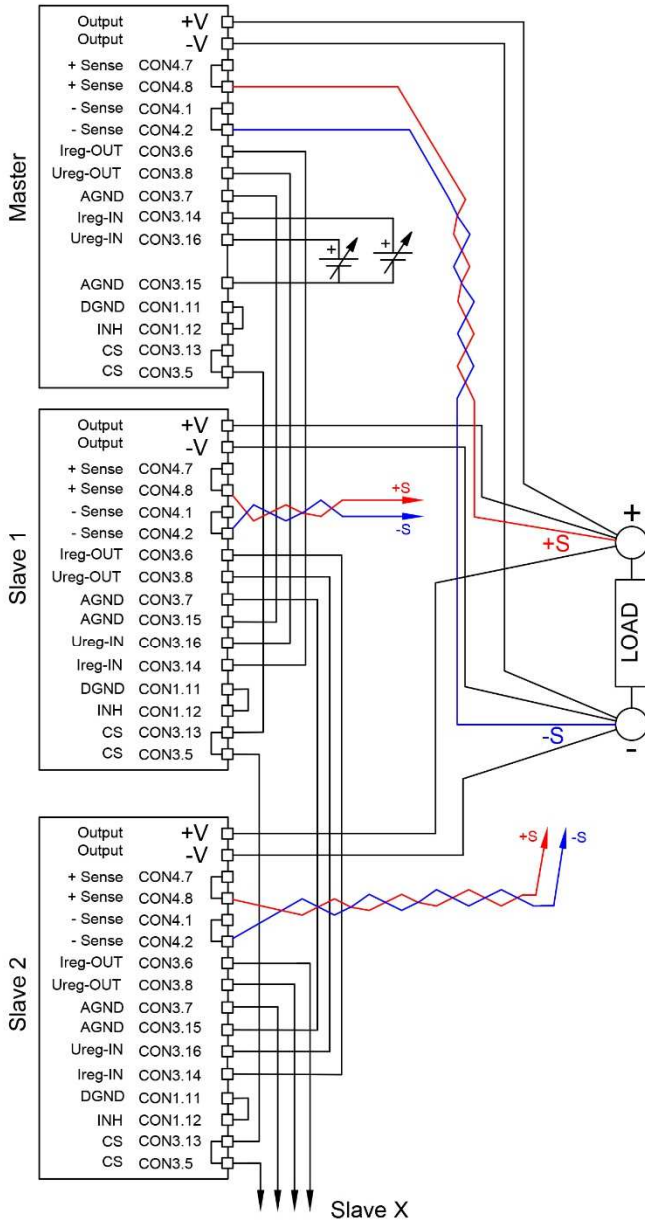 Master
Output +V
Output -V
+ Sense CON4.7
+ Sense CON4.8
- Sense CON4.1
- Sense CON4.2
Ireg-OUT CON3.6
Ureg-OUT CON3.8
AGND CON3.7
Ireg-IN CON3.14
Ureg-IN CON3.16
+ +
AGND CON3.15
DGND CON1.11
INH CON1.12
CS CON3.13
CS CON3.5
Slave 1
Output +V
Output -V
+ Sense CON4.7
+ Sense CON4.8
- Sense CON4.1
- Sense CON4.2
Ireg-OUT CON3.6
Ureg-OUT CON3.8
AGND CON3.7
AGND CON3.15
Ureg-IN CON3.16
Ireg-IN CON3.14
DGND CON1.11
INH CON1.12
CS CON3.13
CS CON3.5
+S
-S
+
+S
LOAD
-S
-
Slave 2
Output +V
Output -V
+ Sense CON4.7
+ Sense CON4.8
- Sense CON4.1
- Sense CON4.2
Ireg-OUT CON3.6
Ureg-OUT CON3.8
AGND CON3.7
AGND CON3.15
Ureg-IN CON3.16
Ireg-IN CON3.14
DGND CON1.11
INH CON1.12
CS CON3.13
CS CON3.5
+S -S
Slave X